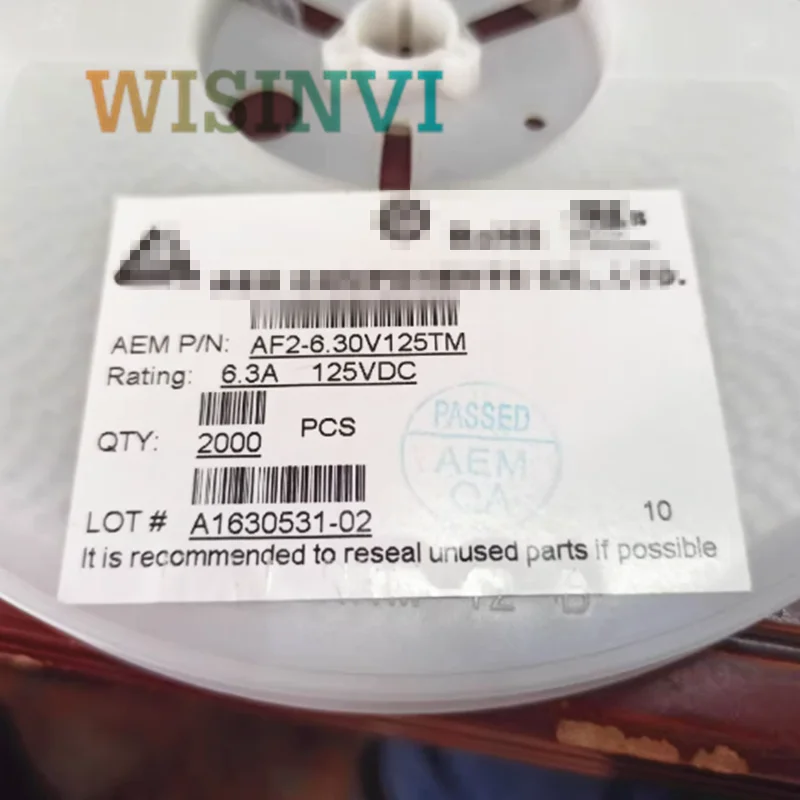 WISINVI
AEM P/N: AF2-6.30V125TM
Rating: 6.3A 125VDC
QTY: 2000 PCS
PASSED
AEM
QA
LOT # A1630531-02
10
It is recommended to reseal unused parts if possible